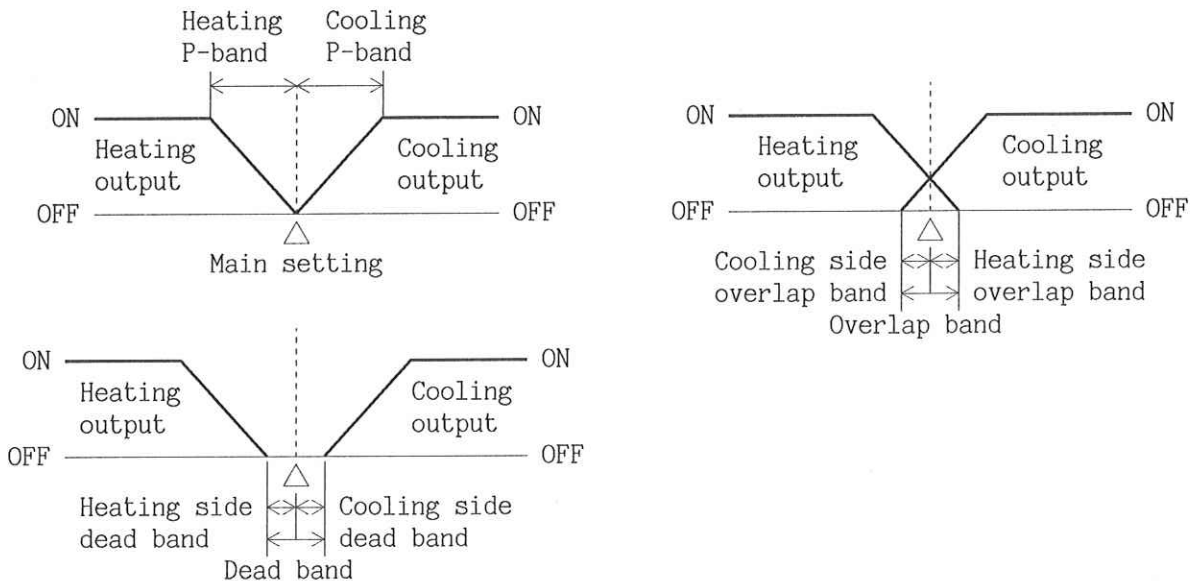 Heating
P-band
Cooling
P-band
ON
ON
Heating
output
Cooling
output
OFF
OFF
Main setting
ON
ON
Heating
output
Cooling
output
OFF
OFF
Cooling side
overlap band
Heating side
overlap band
Overlap band
ON
ON
Heating
output
Cooling
output
OFF
OFF
Heating side
dead band
Cooling side
dead band
Dead band